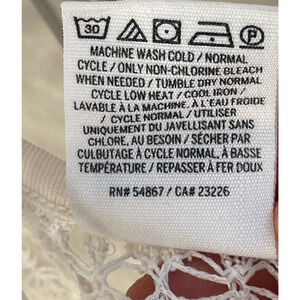 30 P
MACHINE WASH COLD / NORMAL
CYCLE / ONLY NON-CHLORINE BLEACH
WHEN NEEDED / TUMBLE DRY NORMAL
CYCLE LOW HEAT / COOL IRON /
LAVABLE À LA MACHINE, À L'EAU FROIDE
/ CYCLE NORMAL / UTILISER
UNIQUEMENT DU JAVELLISANT SANS
CHLORE, AU BESOIN / SÉCHER PAR
CULBUTAGE À CYCLE NORMAL, À BASSE
TEMPÉRATURE / REPASSER À FER DOUX
RN# 54867 / CA# 23226